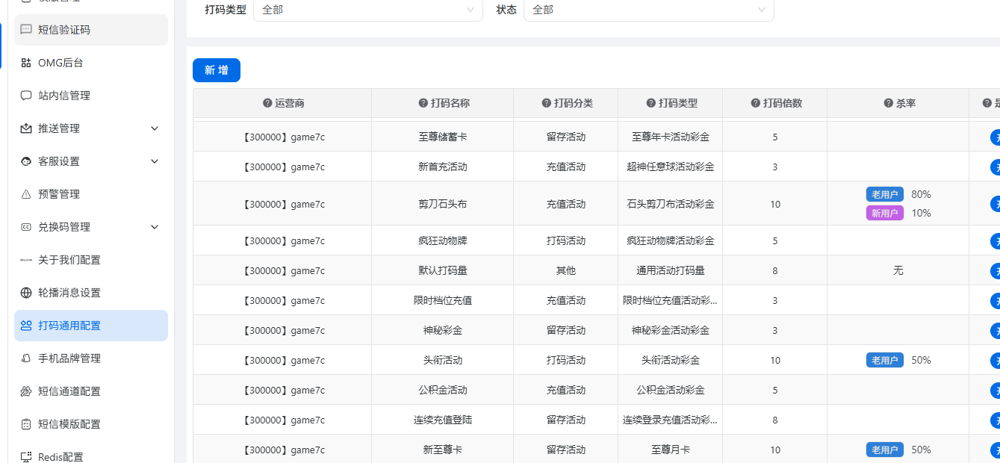 打码类型 全部 状态 全部
短信验证码
OMG后台
站内信管理
推送管理
客服设置
预警管理
兑换码管理
关于我们配置
轮播消息设置
打码通用配置
手机品牌管理
短信通道配置
短信模版配置
Redis配置
新增
运营商 打码名称 打码分类 打码类型 打码倍数 杀率
【300000】game7c 至尊储蓄卡 留存活动 至尊年卡活动彩金 5
【300000】game7c 新首充活动 充值活动 超神任意球活动彩金 3
【300000】game7c 剪刀石头布 充值活动 石头剪刀布活动彩金 10 老用户 80%
新用户 10%
【300000】game7c 疯狂动物牌 打码活动 疯狂动物牌活动彩金 5
【300000】game7c 默认打码量 其他 通用活动打码量 8 无
【300000】game7c 限时档位充值 充值活动 限时档位充值活动彩... 3
【300000】game7c 神秘彩金 留存活动 神秘彩金活动彩金 3
【300000】game7c 头衔活动 打码活动 头衔活动彩金 10 老用户 50%
【300000】game7c 公积金活动 充值活动 公积金活动彩金 5
【300000】game7c 连续充值登陆 留存活动 连续登录充值活动彩... 8
【300000】game7c 新至尊卡 留存活动 至尊月卡 10 老用户 50%